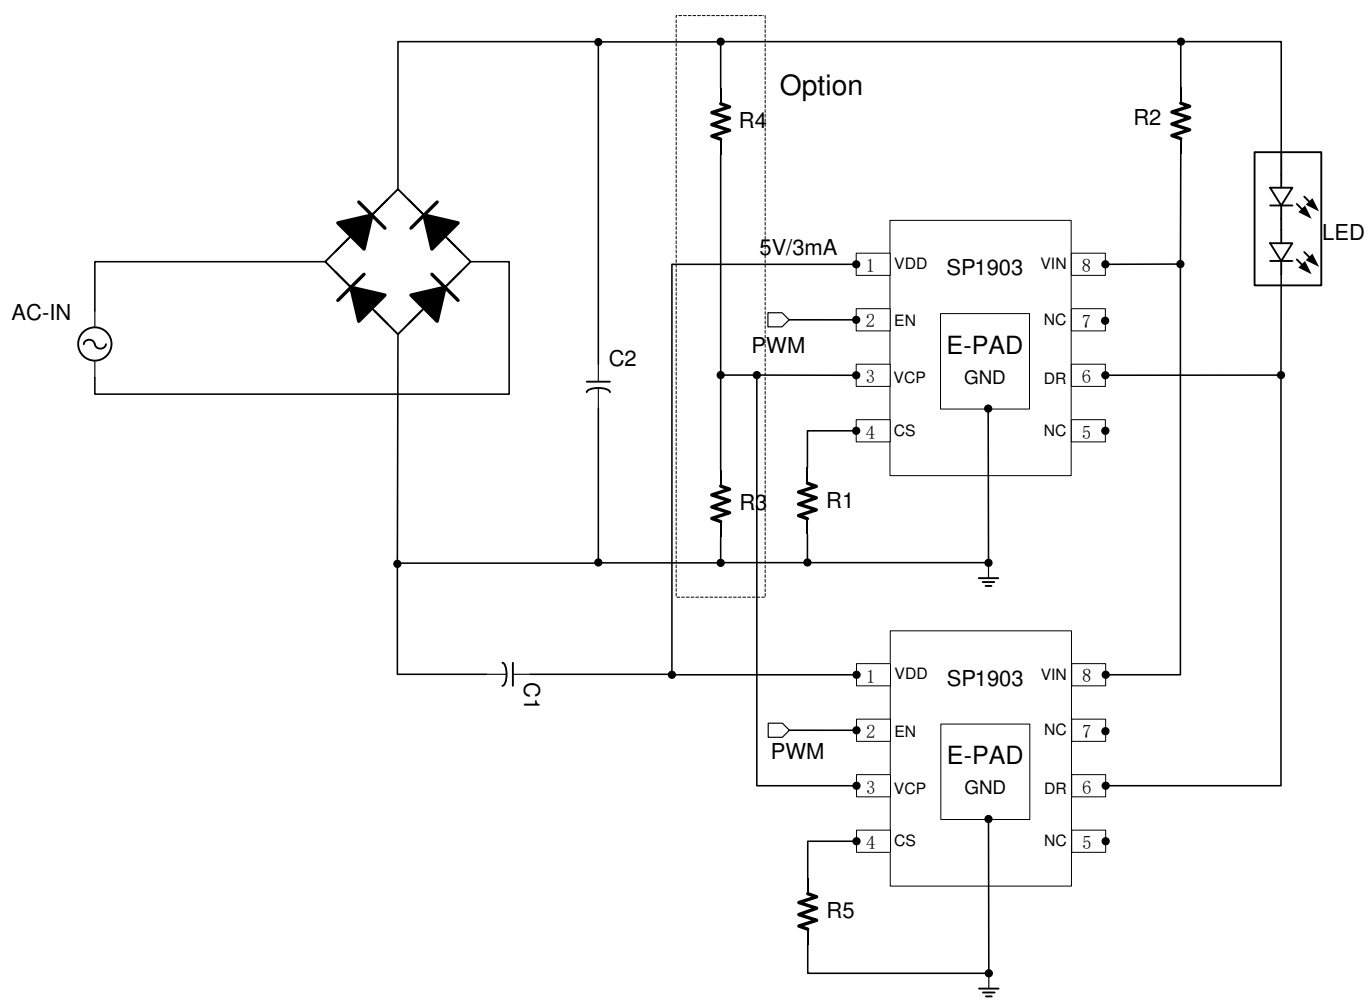 Option
R4
R2
LED
5V/3mA
1 VDD SP1903 VIN 8
AC-IN
PWM
2 EN NC 7
E-PAD
GND
C2
3 VCP DR 6
4 CS NC 5
R3
R1
C1
1 VDD SP1903 VIN 8
PWM
2 EN NC 7
E-PAD
GND
3 VCP DR 6
4 CS NC 5
R5